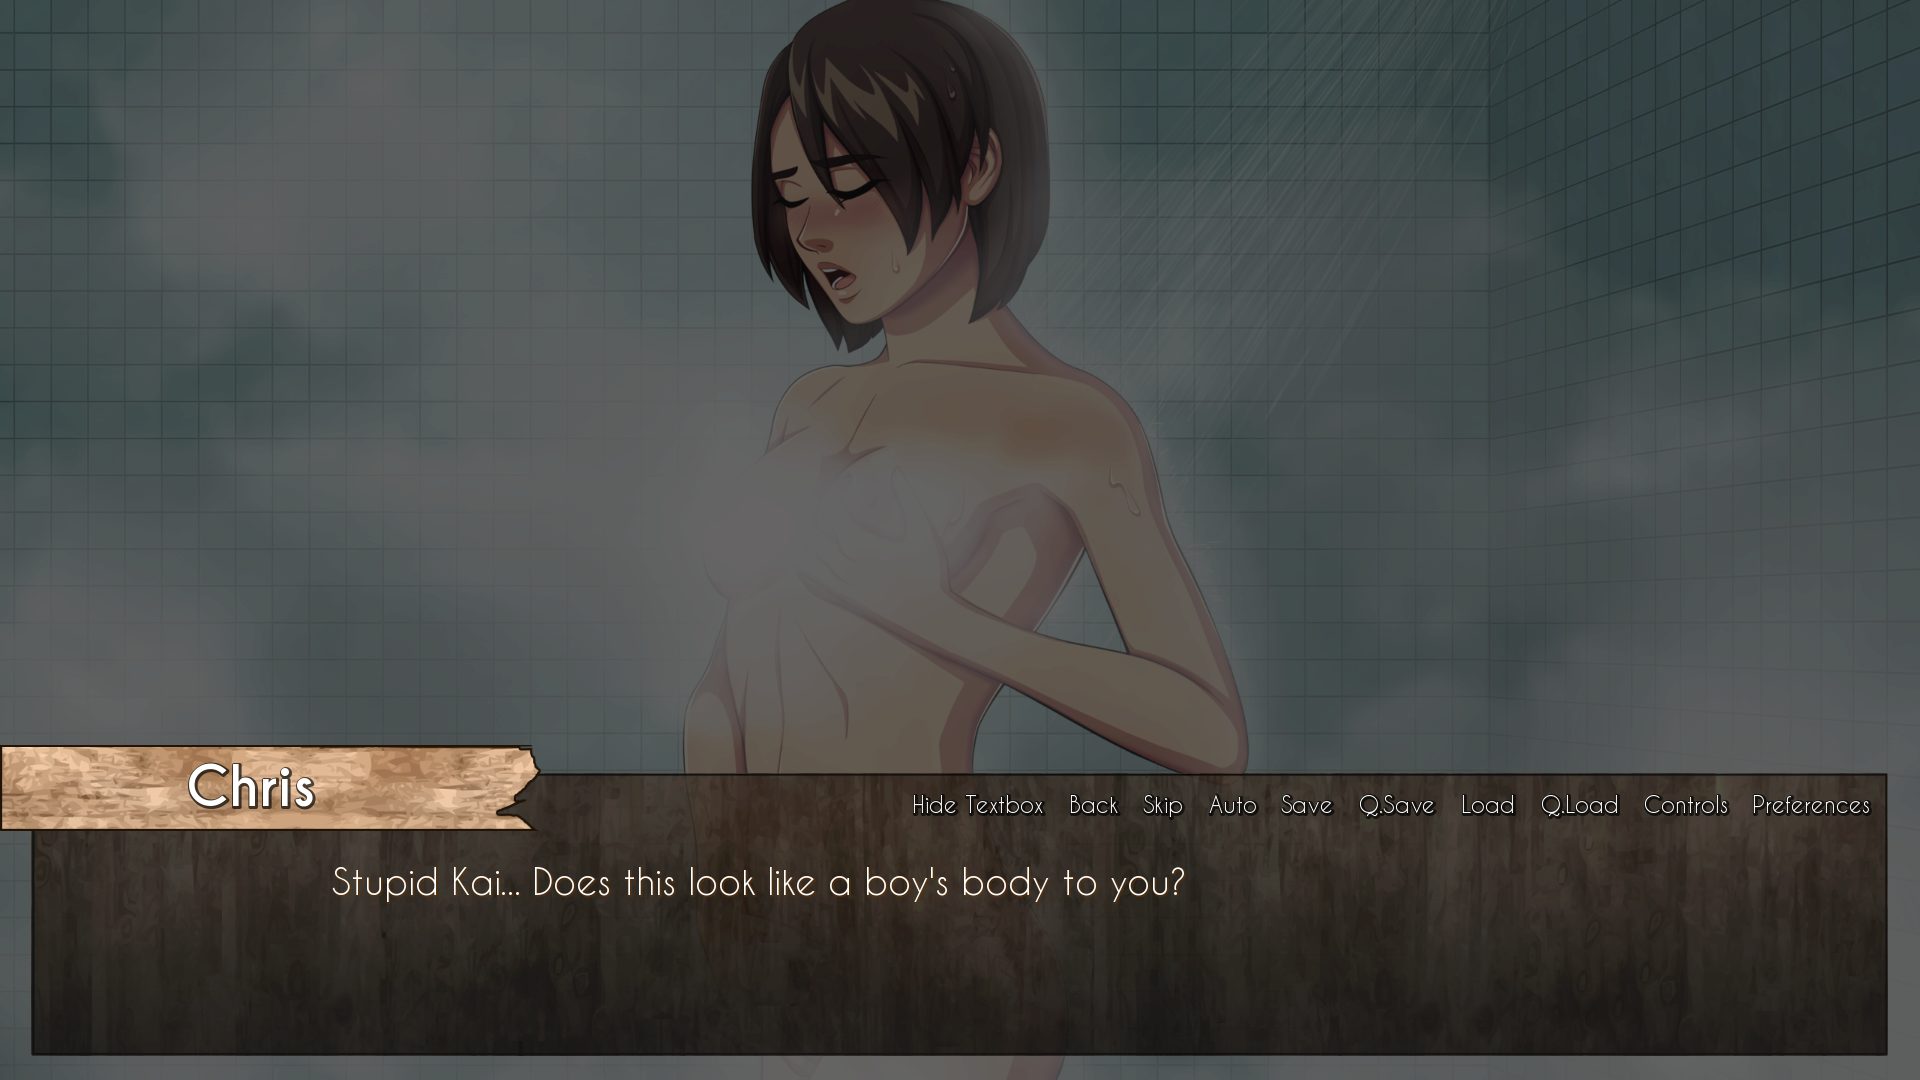 Chris
Hide Textbox Back Skip Auto Save Q.Save Load Q.Load Controls Preferences
Stupid Kai... Does this look like a boy's body to you?